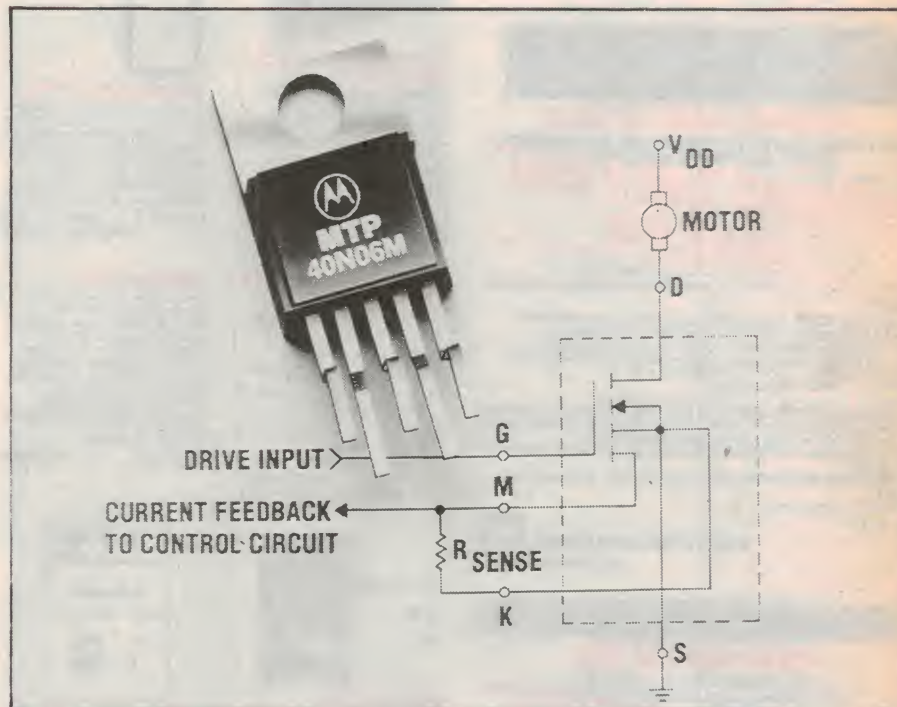 MTP
40N06M
V DD
MOTOR
D
DRIVE INPUT
G
CURRENT FEEDBACK
TO CONTROL CIRCUIT
M
R SENSE
K
S